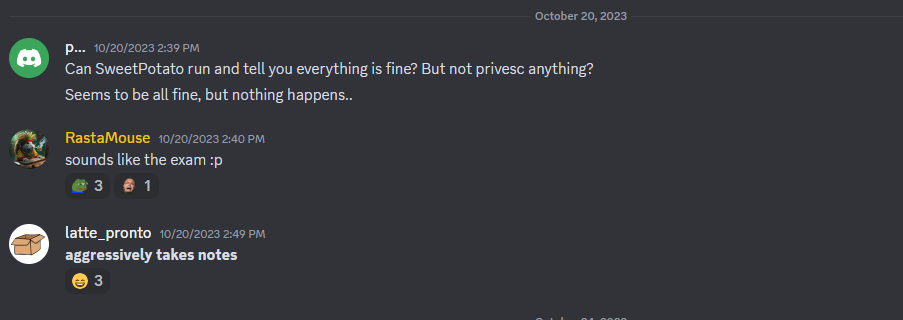 October 20, 2023
p... 10/20/2023 2:39 PM
Can SweetPotato run and tell you everything is fine? But not privesc anything?
Seems to be all fine, but nothing happens..
RastaMouse 10/20/2023 2:40 PM
sounds like the exam :p
3 1
latte_pronto 10/20/2023 2:49 PM
aggressively takes notes
3